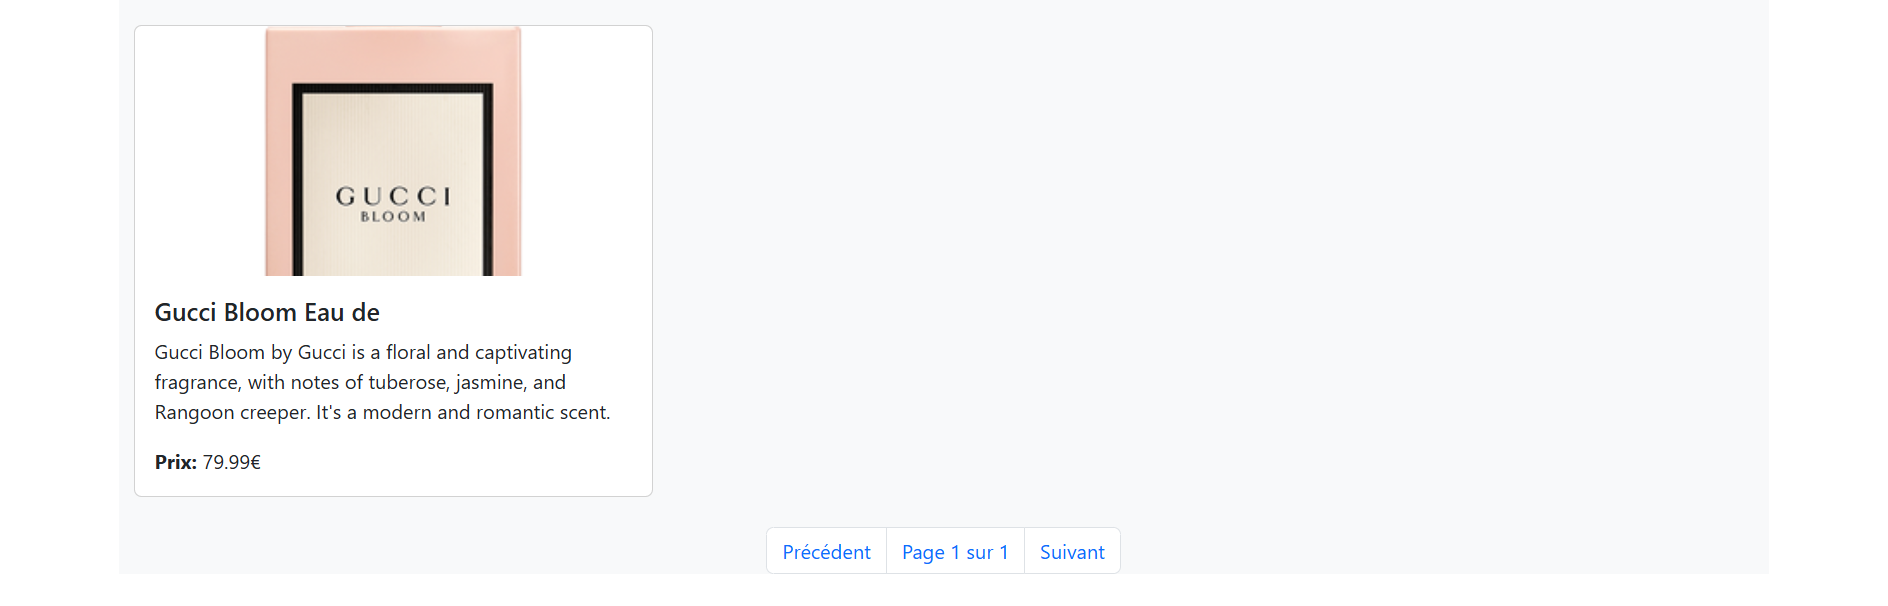 GUCCI
BLOOM
Gucci Bloom Eau de
Gucci Bloom by Gucci is a floral and captivating
fragrance, with notes of tuberose, jasmine, and
Rangoon creeper. It's a modern and romantic scent.
Prix: 79.99€
Précédent Page 1 sur 1 Suivant